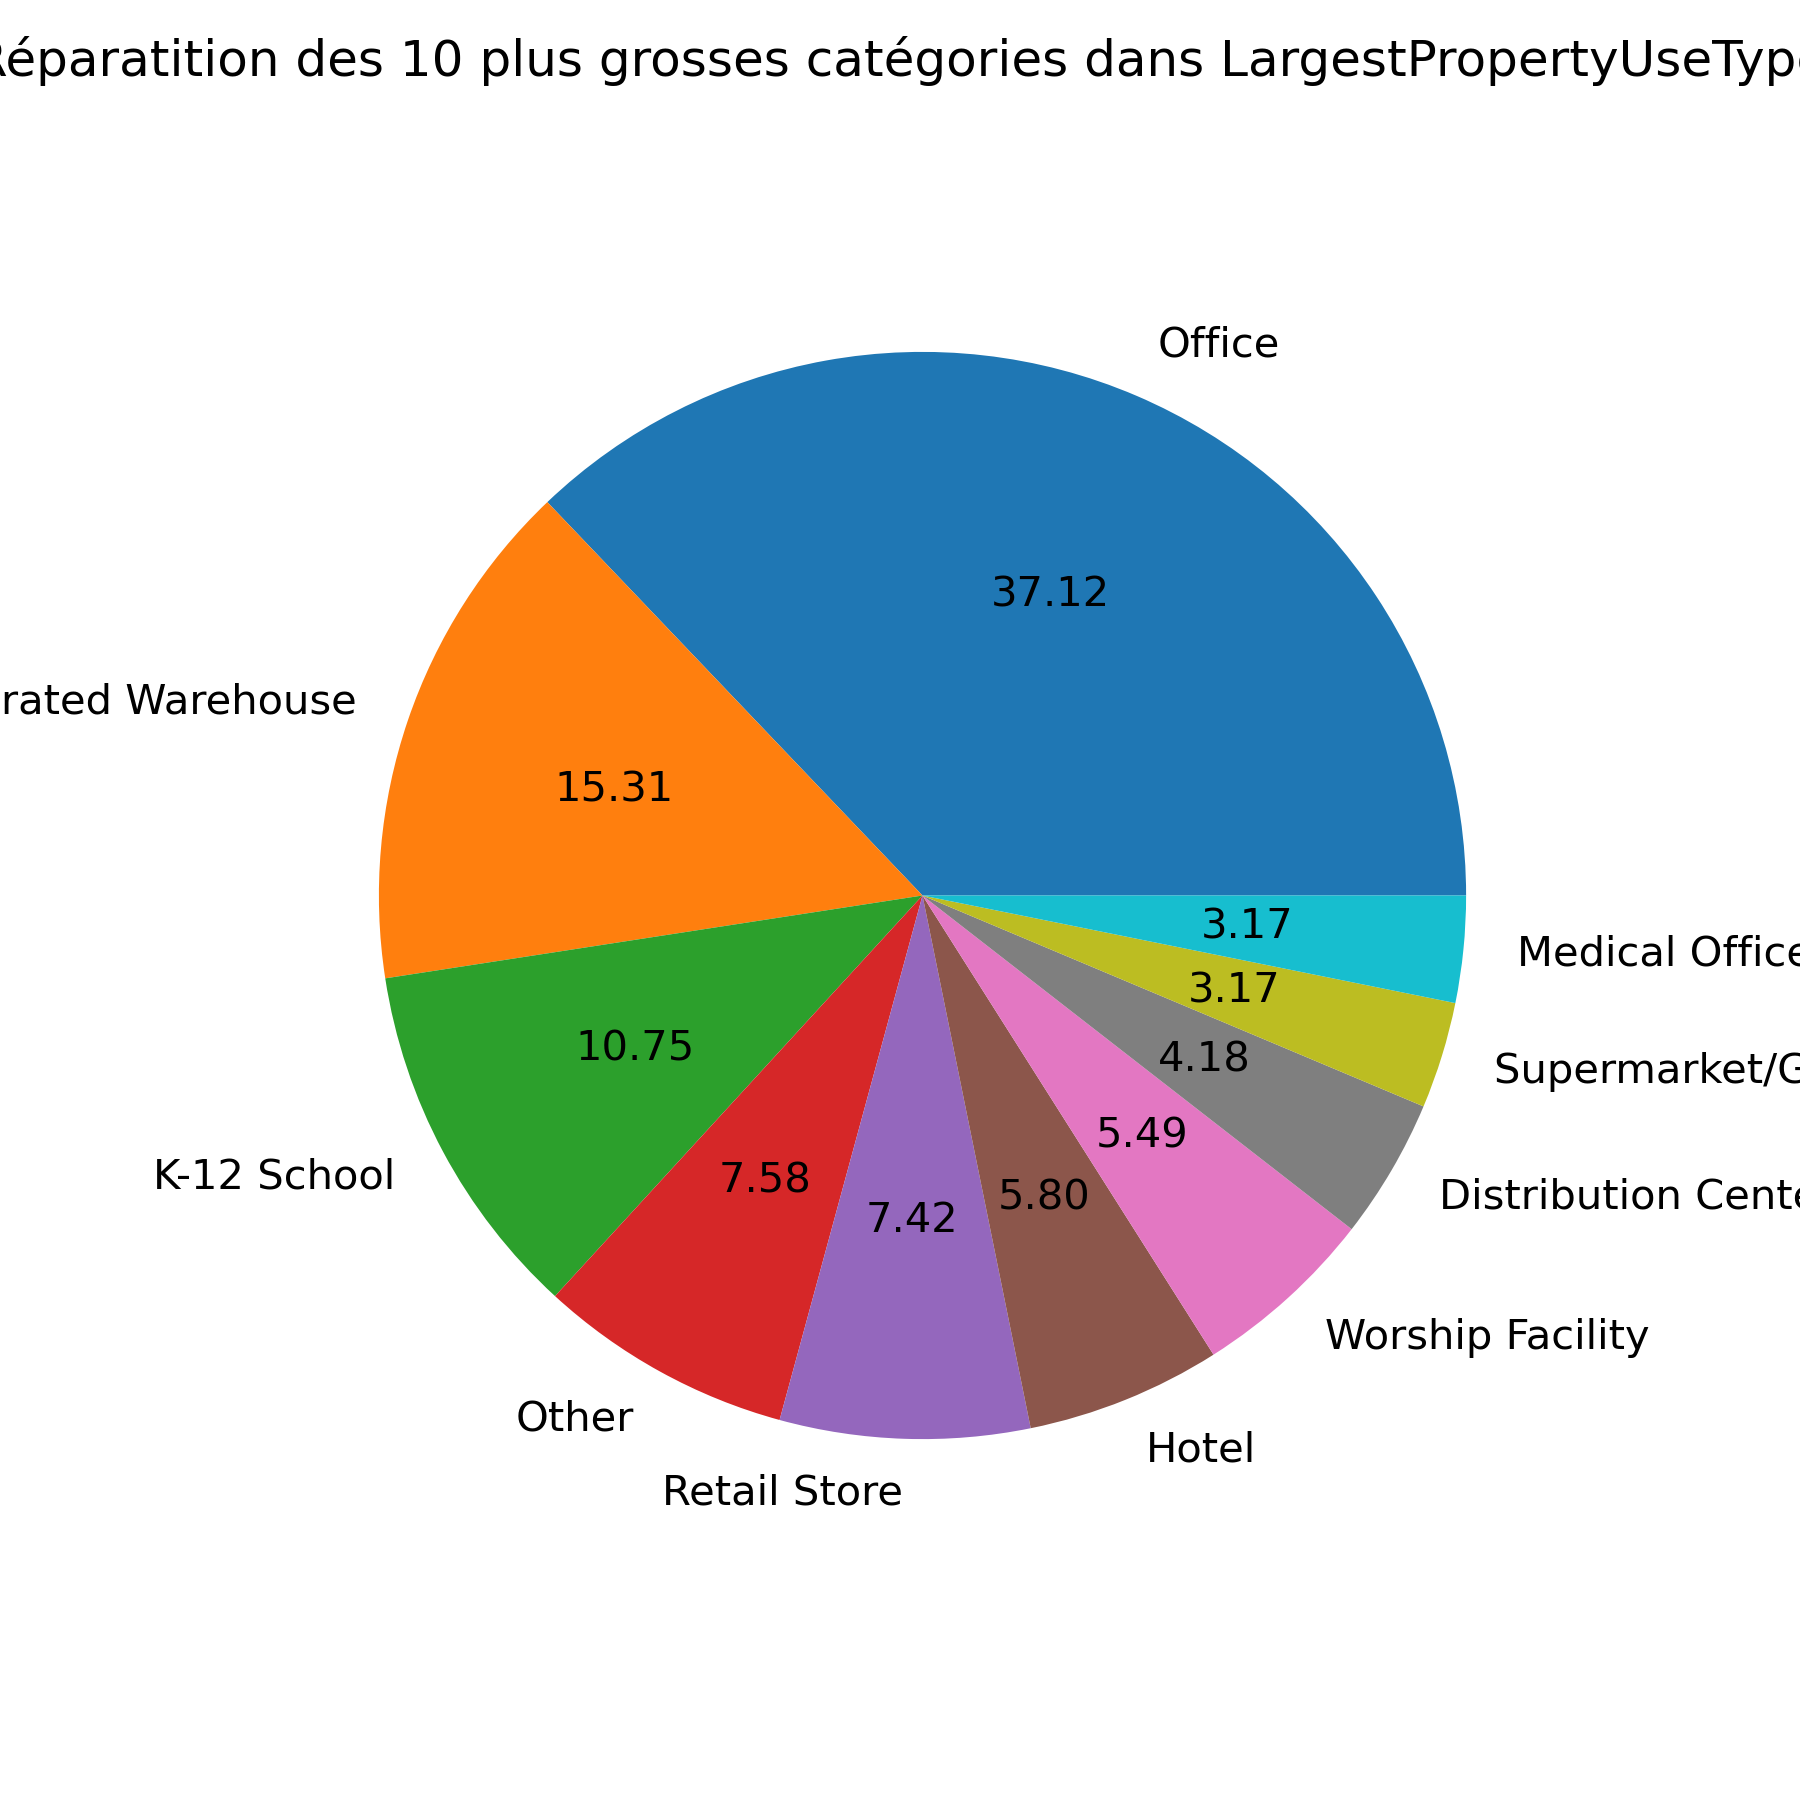 Réparatition des 10 plus grosses catégories dans LargestPropertyUseType
Office
37.12
rated Warehouse
15.31
3.17
Medical Office
3.17
4.18
Supermarket/G
10.75
5.49
K-12 School
7.58
5.80
Distribution Cente
7.42
Worship Facility
Other
Hotel
Retail Store